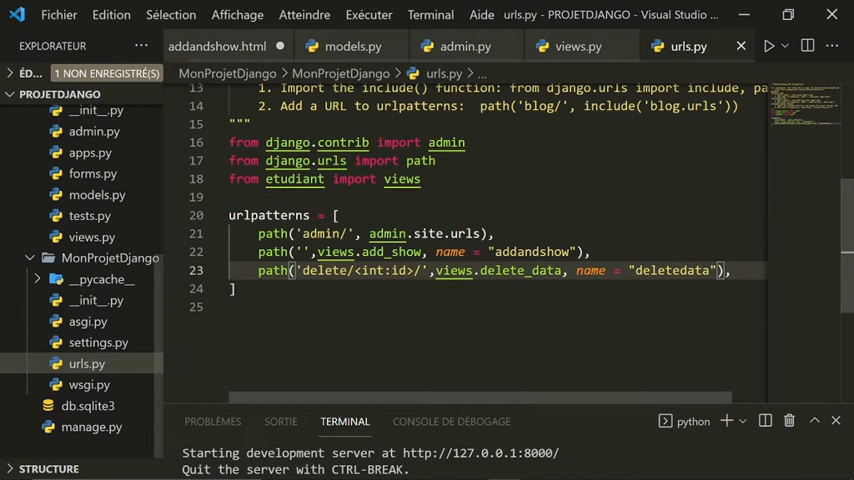 Fichier Edition Sélection Affichage Atteindre Exécuter Terminal Aide urls.py - PROJETDJANGO - Visual Studio ...
EXPLORATEUR ... addandshow.html models.py admin.py views.py urls.py
ÉD... 1 NON ENREGISTRÉ(S) MonProjetDjango > MonProjetDjango > urls.py > ...
PROJETDJANGO
__init__.py
admin.py
apps.py
forms.py
models.py
tests.py
views.py
MonProjetDjango
__pycache__
__init__.py
asgi.py
settings.py
urls.py
wsgi.py
db.sqlite3
manage.py
STRUCTURE
13 1. Import the include() function: from django.urls import include, pa
14 2. Add a URL to urlpatterns:  path('blog/', include('blog.urls'))
15 """
16 from django.contrib import admin
17 from django.urls import path
18 from etudiant import views
19
20 urlpatterns = [
21 path('admin/', admin.site.urls),
22 path('',views.add_show, name = "addandshow"),
23 path('delete/<int:id>/',views.delete_data, name = "deletedata"),
24 ]
25
PROBLÈMES SORTIE TERMINAL CONSOLE DE DÉBOGAGE python
Starting development server at http://127.0.0.1:8000/
Quit the server with CTRL-BREAK.